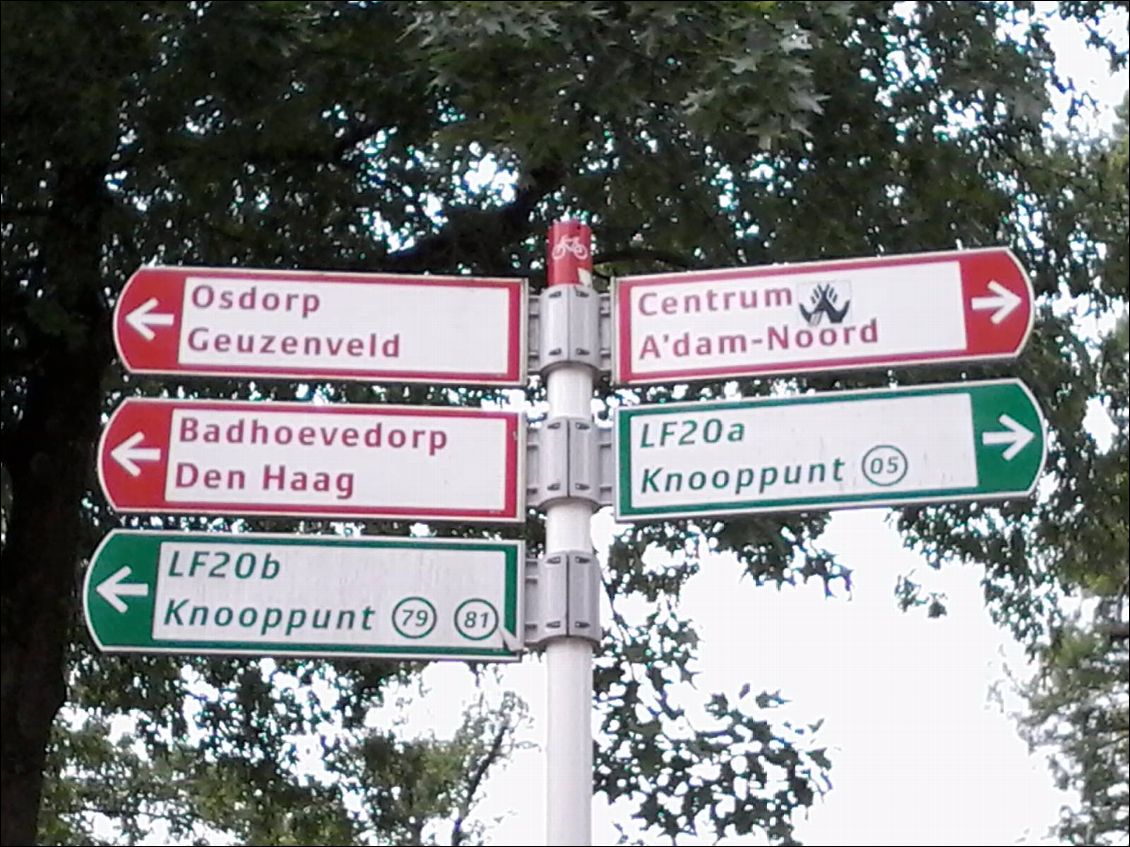 Osdorp
Geuzenveld
Centrum
A'dam-Noord
Badhoevedorp
Den Haag
LF20a
Knooppunt 05
LF20b
Knooppunt 79 81